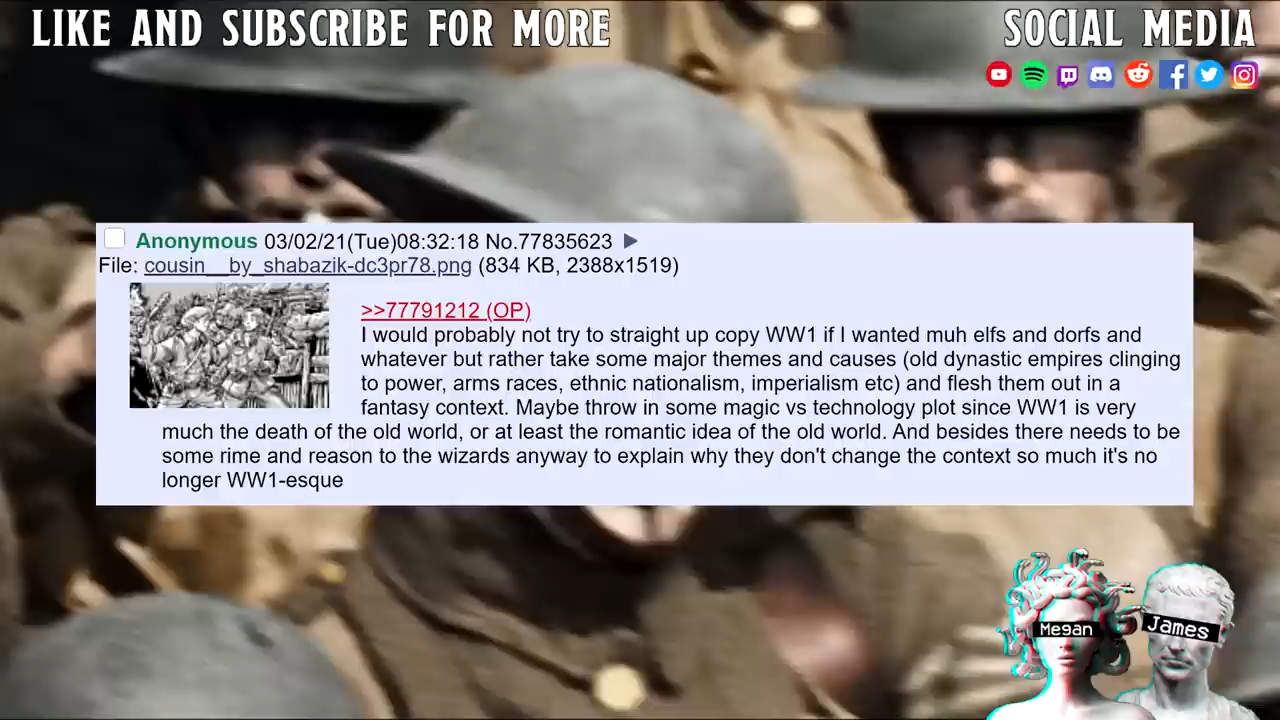 LIKE AND SUBSCRIBE FOR MORE
SOCIAL MEDIA
Anonymous 03/02/21(Tue)08:32:18 No.77835623
File: cousin__by_shabazik-dc3pr78.png (834 KB, 2388x1519)
>>77791212 (OP)
I would probably not try to straight up copy WW1 if I wanted muh elfs and dorfs and
whatever but rather take some major themes and causes (old dynastic empires clinging
to power, arms races, ethnic nationalism, imperialism etc) and flesh them out in a
fantasy context. Maybe throw in some magic vs technology plot since WW1 is very
much the death of the old world, or at least the romantic idea of the old world. And besides there needs to be
some rime and reason to the wizards anyway to explain why they don't change the context so much it's no
longer WW1-esque
Megan
James